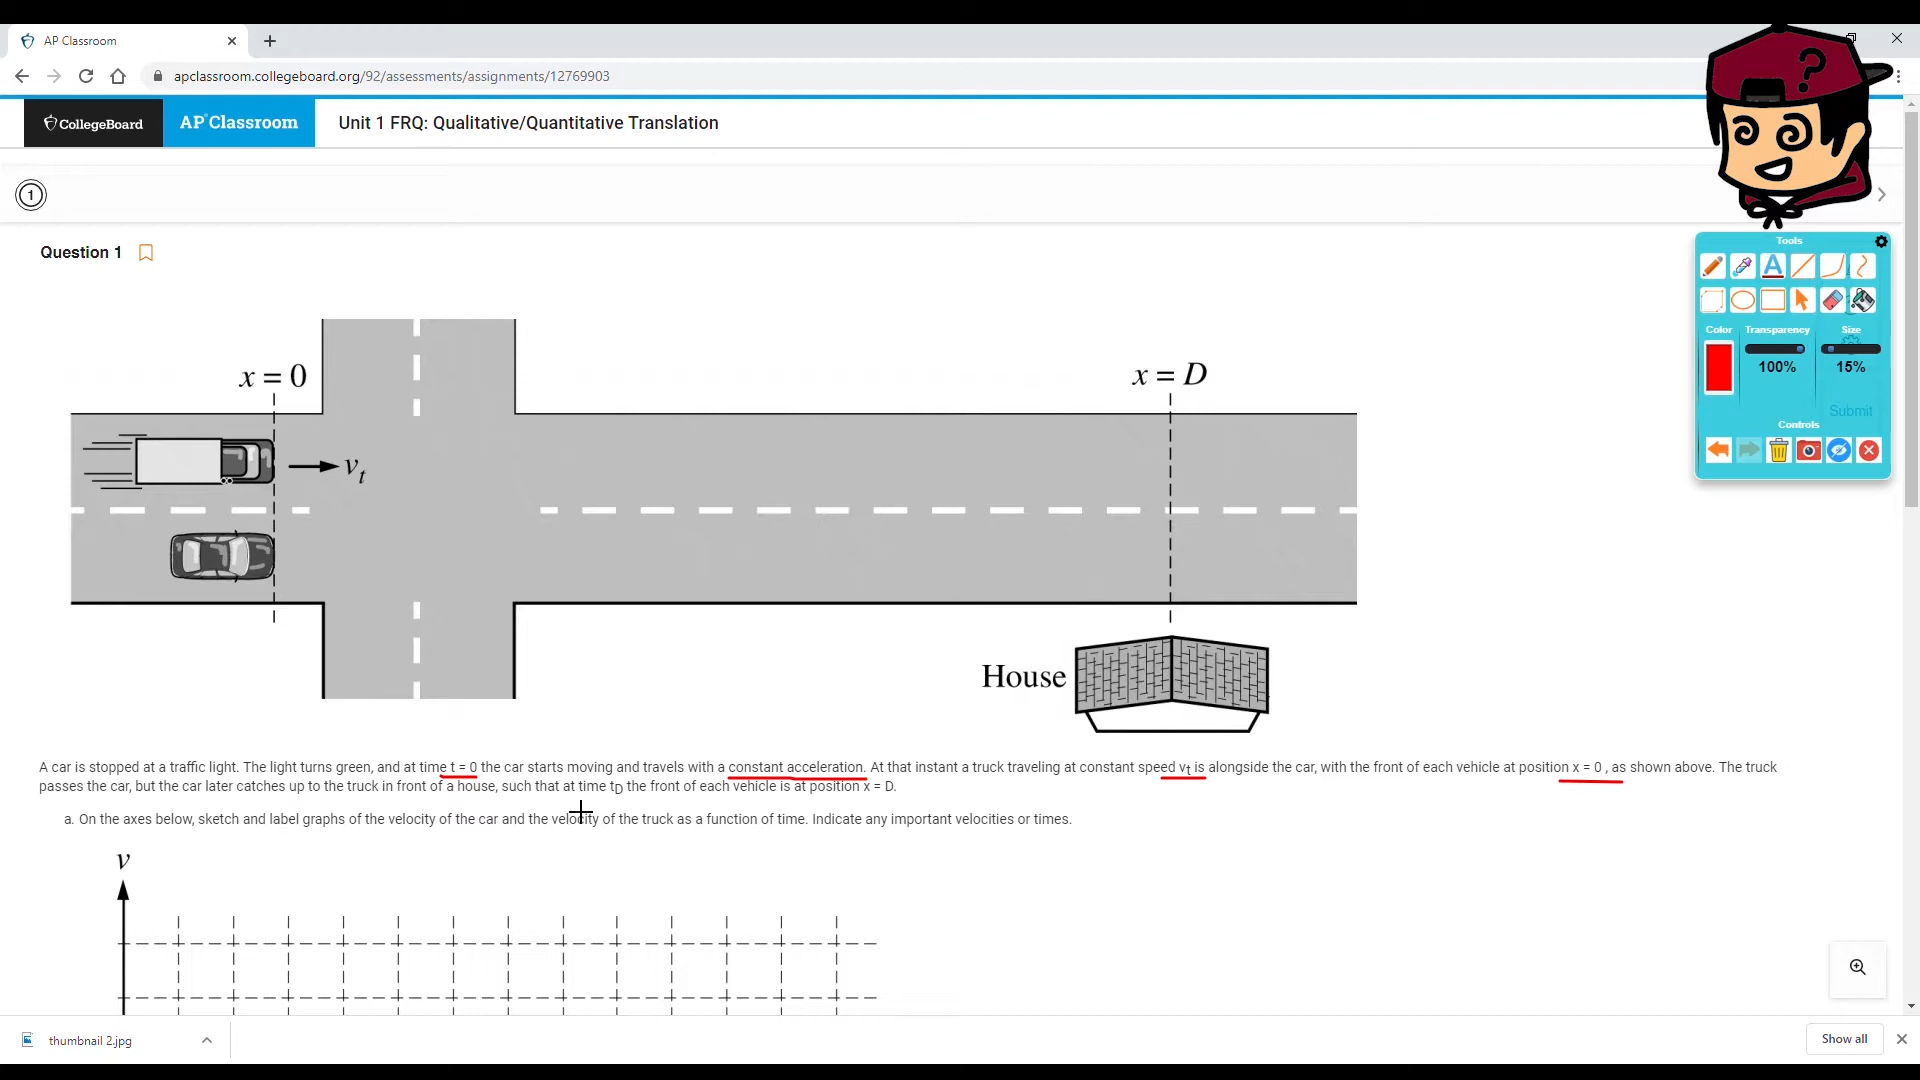 AP Classroom
apclassroom.collegeboard.org/92/assessments/assignments/12769903
CollegeBoard
AP Classroom
Unit 1 FRQ: Qualitative/Quantitative Translation
1
Question 1
Tools
A
Color
Transparency
Size
100%
15%
Submit
Controls
x = 0
x = D
vt
House
A car is stopped at a traffic light. The light turns green, and at time t = 0 the car starts moving and travels with a constant acceleration. At that instant a truck traveling at constant speed vt is alongside the car, with the front of each vehicle at position x = 0 , as shown above. The truck
passes the car, but the car later catches up to the truck in front of a house, such that at time tD the front of each vehicle is at position x = D.
a. On the axes below, sketch and label graphs of the velocity of the car and the velocity of the truck as a function of time. Indicate any important velocities or times.
v
thumbnail 2.jpg
Show all
?